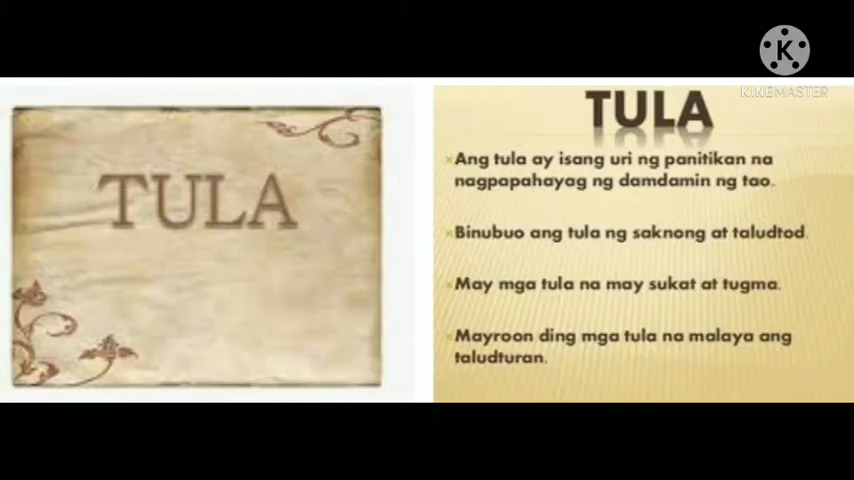 K
KINEMASTER
TULA
TULA
Ang tula ay isang uri ng panitikan na
nagpapahayag ng damdamin ng tao.
Binubuo ang tula ng saknong at taludtod.
May mga tula na may sukat at tugma.
Mayroon ding mga tula na malaya ang
taludturan.